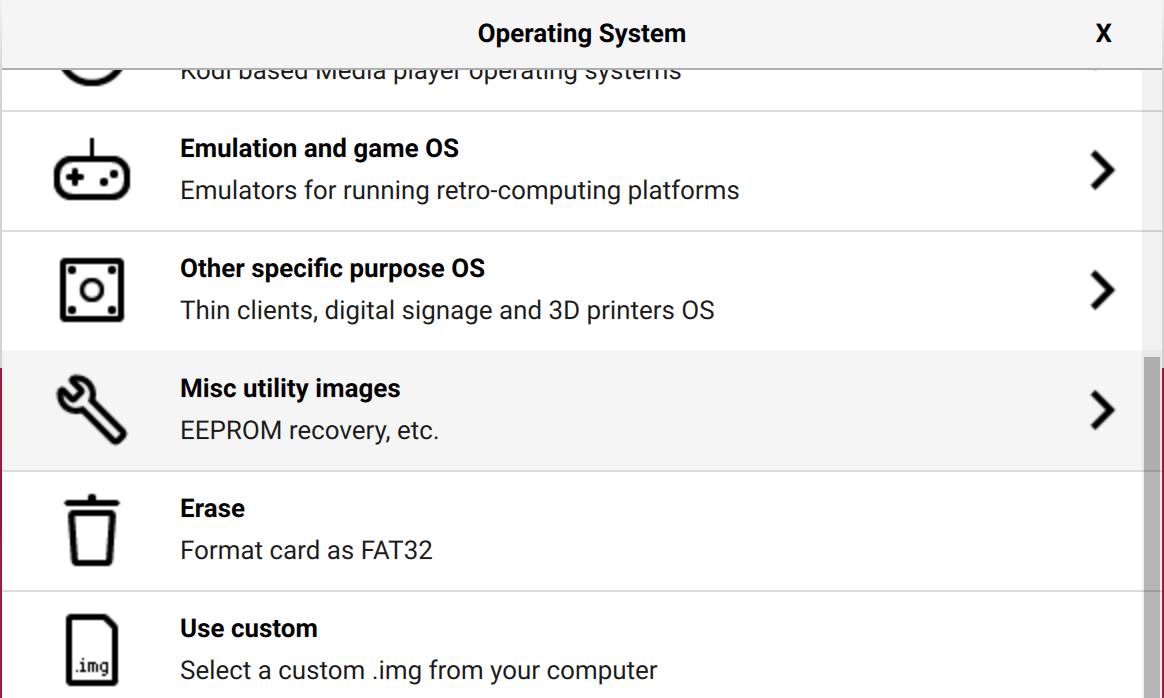 Operating System
X
Kodi based Media player operating systems
Emulation and game OS
Emulators for running retro-computing platforms
Other specific purpose OS
Thin clients, digital signage and 3D printers OS
Misc utility images
EEPROM recovery, etc.
Erase
Format card as FAT32
.img
Use custom
Select a custom .img from your computer